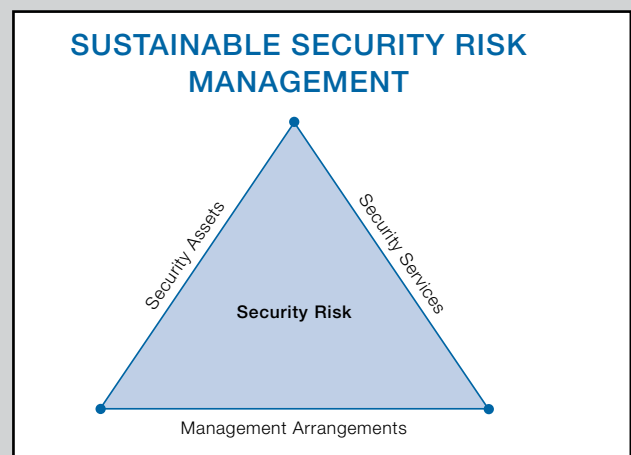 SUSTAINABLE SECURITY RISK
MANAGEMENT
Security Assets
Security Services
Security Risk
Management Arrangements